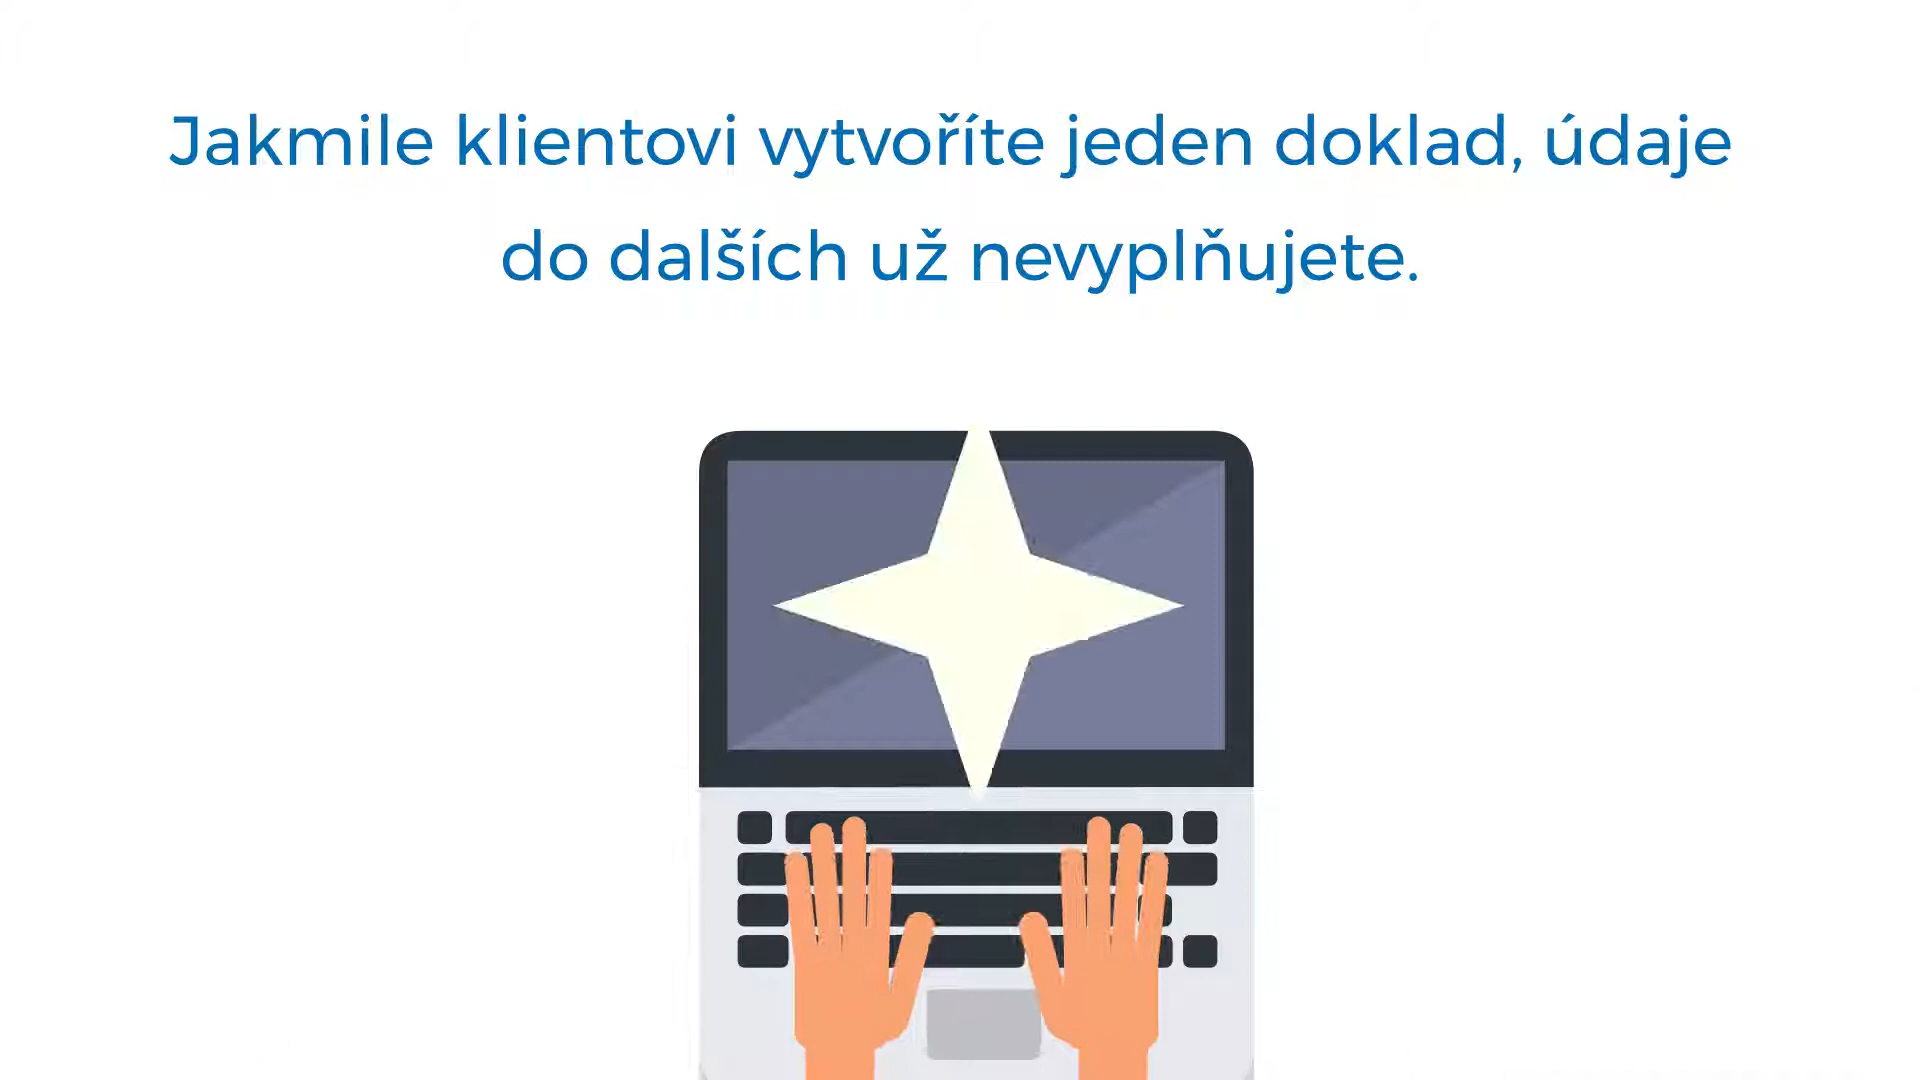 Jakmile klientovi vytvoříte jeden doklad, údaje
do dalších už nevyplňujete.